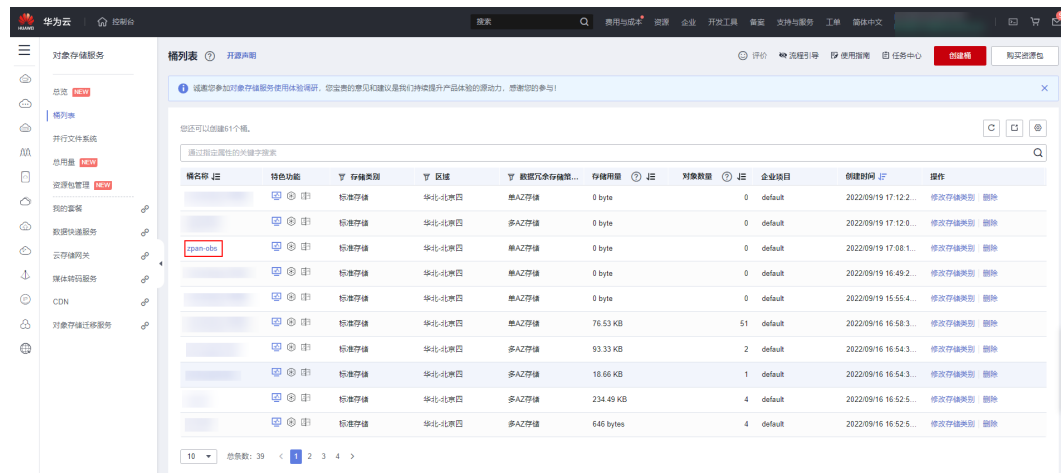 HUAWEI 华为云 控制台 搜索 费用与成本 资源 企业 开发工具 备案 支持与服务 工单 简体中文
对象存储服务
总览 NEW
桶列表
并行文件系统
总用量 NEW
资源包管理 NEW
我的套餐
数据快递服务
云存储网关
媒体转码服务
CDN
对象存储迁移服务
桶列表 开源声明 评价 流程引导 使用指南 任务中心 创建桶 购买资源包
诚邀您参加对象存储服务使用体验调研，您宝贵的意见和建议是我们持续提升产品体验的源动力，感谢您的参与!
您还可以创建61个桶。
通过指定属性的关键字搜索
桶名称 特色功能 存储类别 区域 数据冗余存储策... 存储用量 对象数量 企业项目 创建时间 操作
标准存储 华北-北京四 单AZ存储 0 byte 0 default 2022/09/19 17:12:2... 修改存储类别 删除
标准存储 华北-北京四 多AZ存储 0 byte 0 default 2022/09/19 17:12:0... 修改存储类别 删除
zpan-obs 标准存储 华北-北京四 单AZ存储 0 byte 0 default 2022/09/19 17:08:1... 修改存储类别 删除
标准存储 华北-北京四 单AZ存储 0 byte 0 default 2022/09/19 16:49:2... 修改存储类别 删除
标准存储 华北-北京四 单AZ存储 0 byte 0 default 2022/09/19 15:55:4... 修改存储类别 删除
标准存储 华北-北京四 单AZ存储 76.53 KB 51 default 2022/09/16 16:58:3... 修改存储类别 删除
标准存储 华北-北京四 多AZ存储 93.33 KB 2 default 2022/09/16 16:54:3... 修改存储类别 删除
标准存储 华北-北京四 多AZ存储 18.66 KB 1 default 2022/09/16 16:54:3... 修改存储类别 删除
标准存储 华北-北京四 多AZ存储 234.49 KB 4 default 2022/09/16 16:52:5... 修改存储类别 删除
标准存储 华北-北京四 多AZ存储 646 bytes 4 default 2022/09/16 16:52:5... 修改存储类别 删除
10 总条数: 39 < 1 2 3 4 >